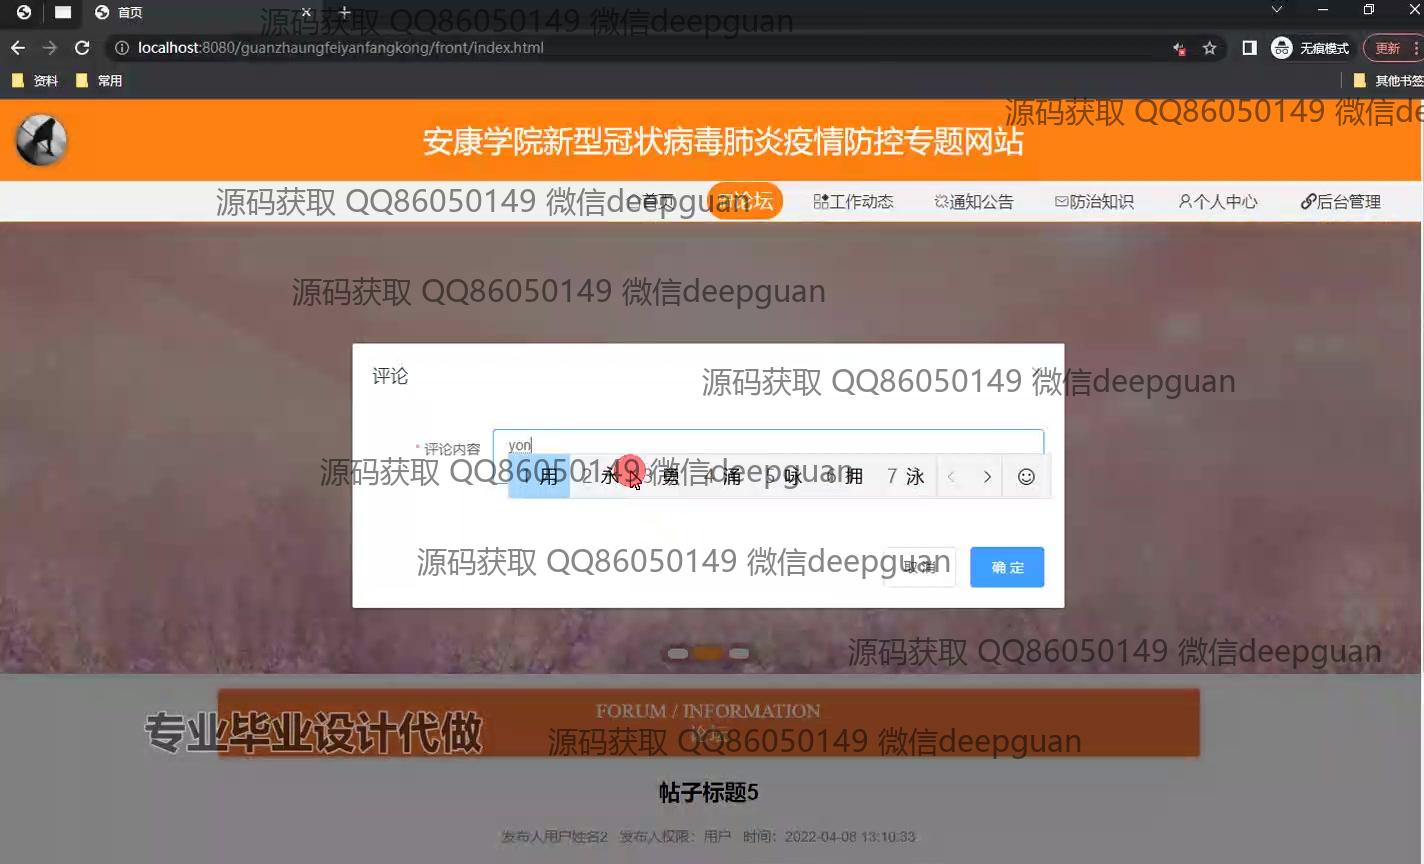 首页
源码获取 QQ86050149 微信deepguan
localhost:8080/guanzhaungfeiyanfangkong/front/index.html
无痕模式
更新
资料
常用
其他书签
源码获取 QQ86050149 微信de
安康学院新型冠状病毒肺炎疫情防控专题网站
源码获取 QQ86050149 微信deepguan
首页
论坛
工作动态
通知公告
防治知识
个人中心
后台管理
源码获取 QQ86050149 微信deepguan
评论
源码获取 QQ86050149 微信deepguan
* 评论内容
yon
源码获取 QQ86050149 微信deepguan
1 用 2 永 3 勇 4 涌 5 咏 6 拥 7 泳
源码获取 QQ86050149 微信deepguan
取消
确定
源码获取 QQ86050149 微信deepguan
FORUM / INFORMATION
论坛
专业毕业设计代做
源码获取 QQ86050149 微信deepguan
帖子标题5
发布人用户姓名2 发布人权限：用户 时间：2022-04-08 13:10:33